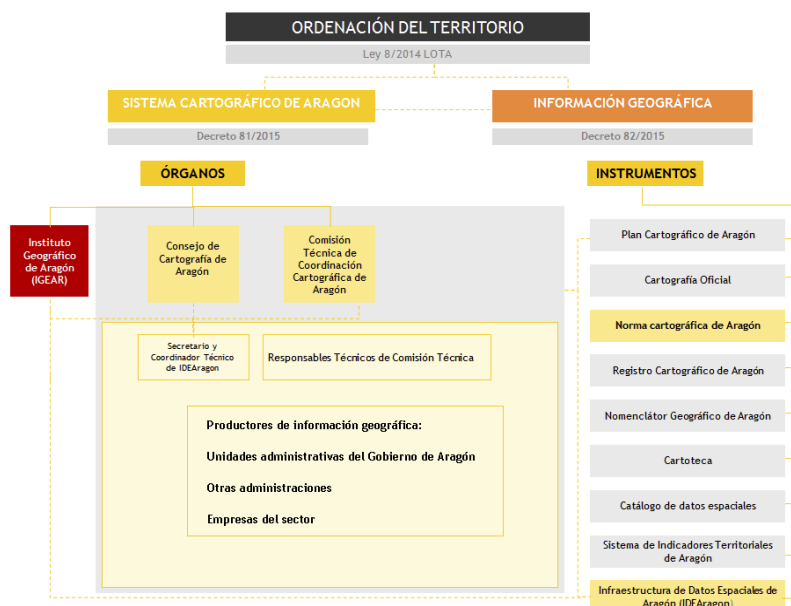 ORDENACIÓN DEL TERRITORIO
Ley 8/2014 LOTA
SISTEMA CARTOGRÁFICO DE ARAGON
INFORMACIÓN GEOGRÁFICA
Decreto 81/2015
Decreto 82/2015
ÓRGANOS
INSTRUMENTOS
Instituto
Geográfico
de Aragón
(IGEAR)
Consejo de
Cartografía de
Aragón
Comisión
Técnica de
Coordinación
Cartográfica de
Aragón
Secretario y
Coordinador Técnico
de IDEAragon
Responsables Técnicos de Comisión Técnica
Productores de información geográfica:
Unidades administrativas del Gobierno de Aragón
Otras administraciones
Empresas del sector
Plan Cartográfico de Aragón
Cartografía Oficial
Norma cartográfica de Aragón
Registro Cartográfico de Aragón
Nomenclátor Geográfico de Aragón
Cartoteca
Catálogo de datos espaciales
Sistema de Indicadores Territoriales
de Aragón
Infraestructura de Datos Espaciales de
Aragón (IDEAragon)